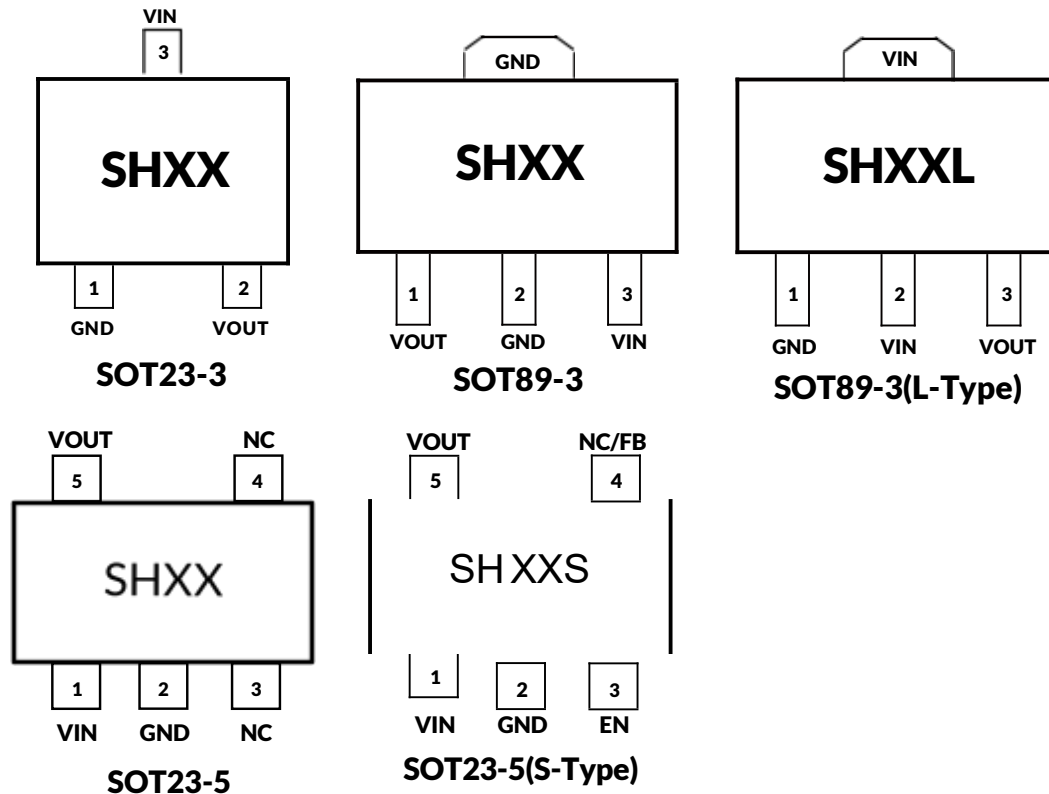 VIN
3
SHXX
1
2
GND
VOUT
SOT23-3
GND
SHXX
1
2
3
VOUT
GND
VIN
SOT89-3
VIN
SHXXL
1
2
3
GND
VIN
VOUT
SOT89-3(L-Type)
VOUT
NC
5
4
SHXX
1
2
3
VIN
GND
NC
SOT23-5
VOUT
NC/FB
5
4
SH XXS
1
2
3
VIN
GND
EN
SOT23-5(S-Type)